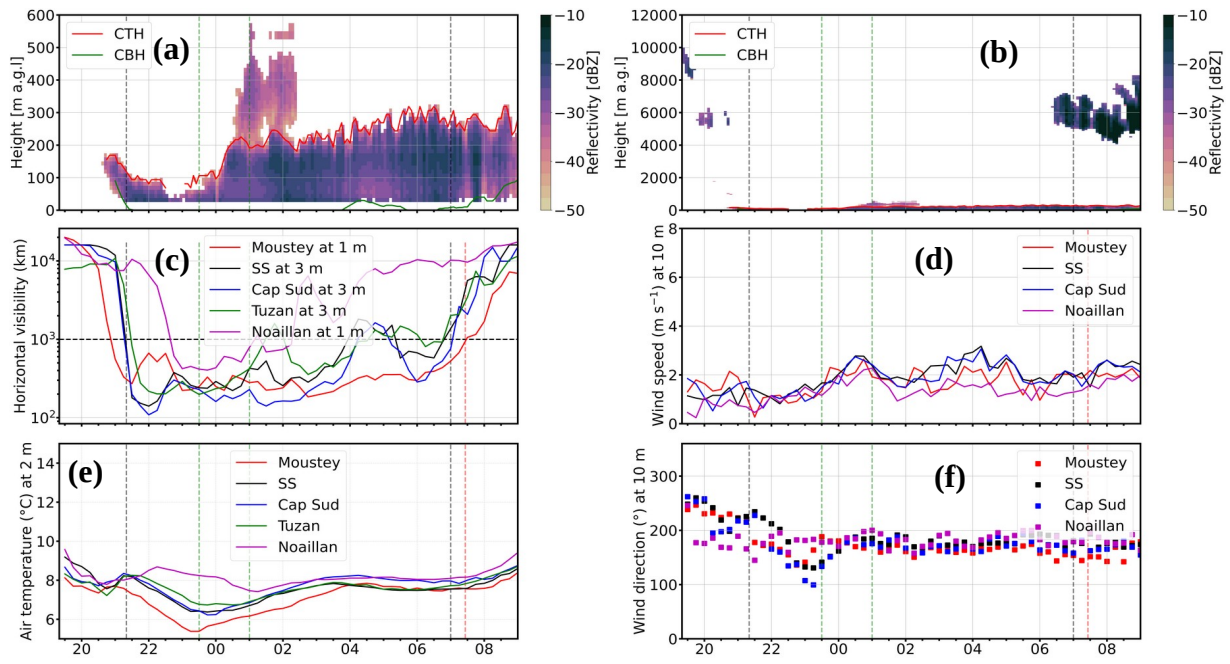 600
500
400
300
200
100
0
Height [m a.g.l]
CTH
CBH
(a)
−10
−20
−30
−40
−50
Reflectivity [dBZ]
12000
10000
8000
6000
4000
2000
0
Height [m a.g.l]
CTH
CBH
(b)
−10
−20
−30
−40
−50
Reflectivity [dBZ]
10⁴
10³
10²
Horizontal visibility (km)
(c)
Moustey at 1 m
SS at 3 m
Cap Sud at 3 m
Tuzan at 3 m
Noaillan at 1 m
8
6
4
2
0
Wind speed (m s⁻¹) at 10 m
(d)
Moustey
SS
Cap Sud
Noaillan
14
12
10
8
6
Air temperature (°C) at 2 m
(e)
Moustey
SS
Cap Sud
Tuzan
Noaillan
20 22 00 02 04 06 08
300
200
100
0
Wind direction (°) at 10 m
(f)
Moustey
SS
Cap Sud
Noaillan
20 22 00 02 04 06 08